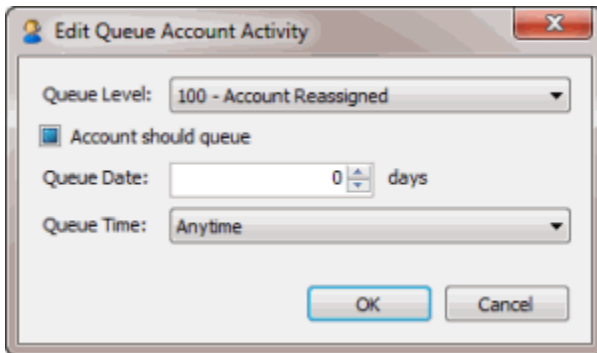 Edit Queue Account Activity
Queue Level: 100 - Account Reassigned
Account should queue
Queue Date: 0 days
Queue Time: Anytime
OK Cancel